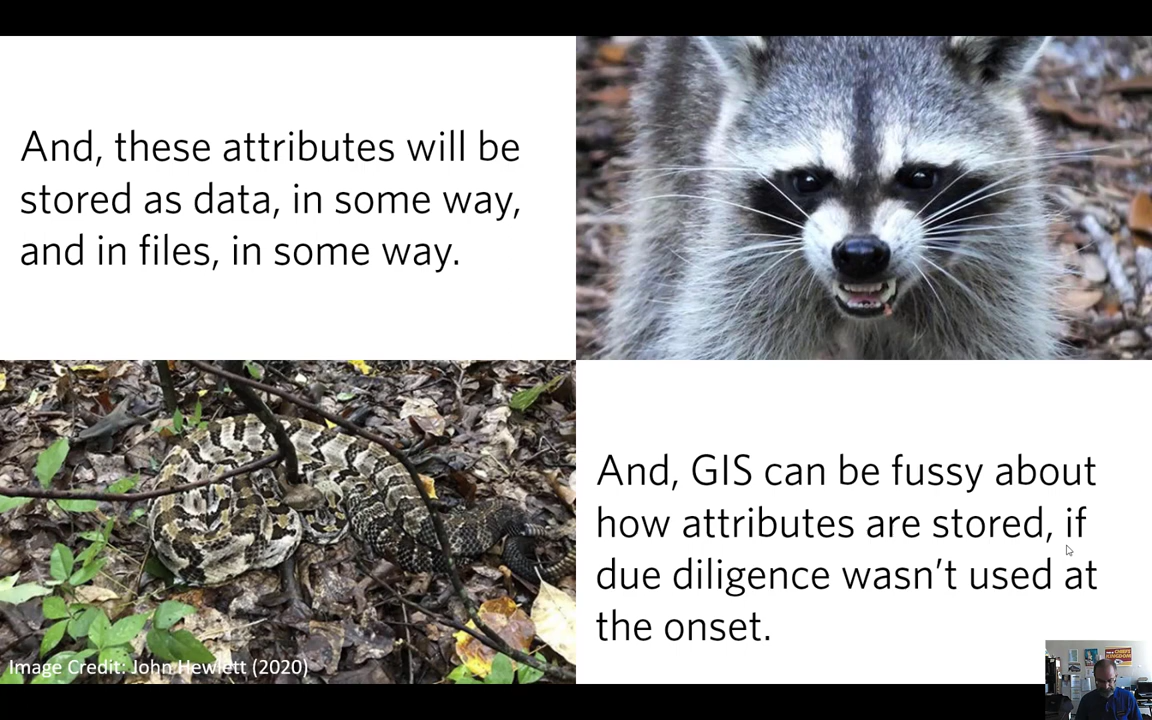 And, these attributes will be
stored as data, in some way,
and in files, in some way.
And, GIS can be fussy about
how attributes are stored, if
due diligence wasn't used at
the onset.
Image Credit: John Hewlett (2020)